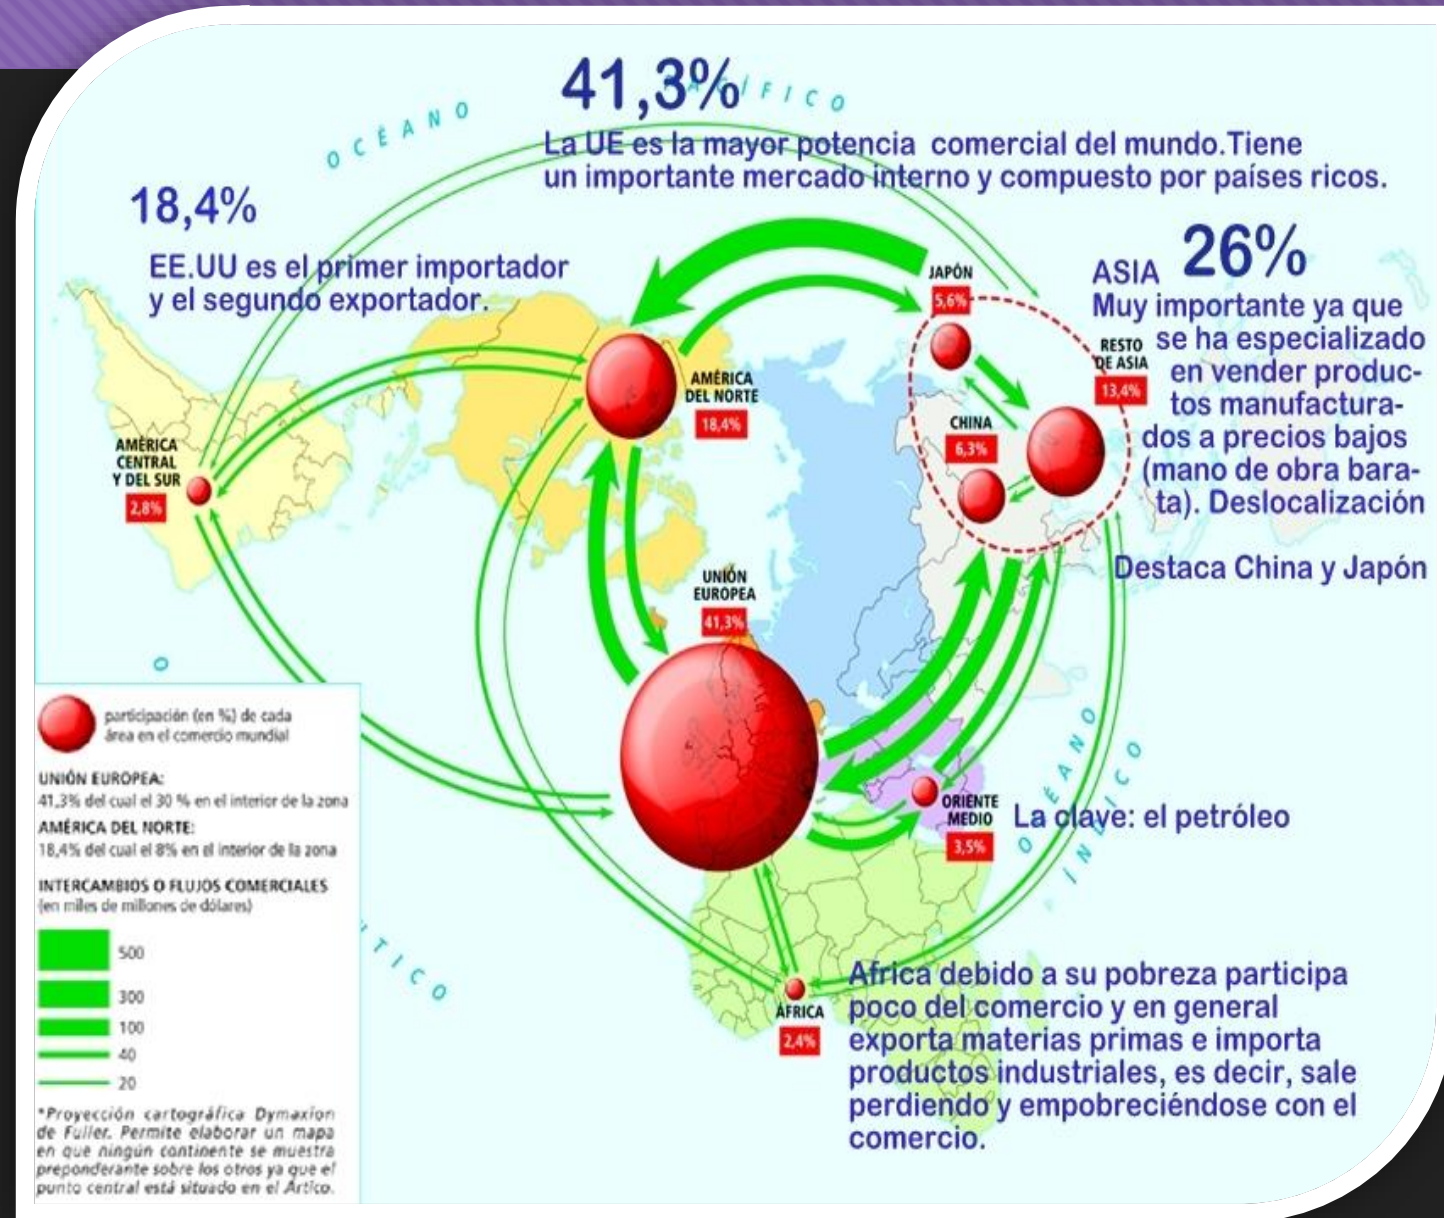 41,3%
La UE es la mayor potencia comercial del mundo.Tiene
un importante mercado interno y compuesto por países ricos.
OCÉANO
PACÍFICO
18,4%
EE.UU es el primer importador
y el segundo exportador.
ASIA 26%
Muy importante ya que
se ha especializado
en vender produc-
tos manufactura-
dos a precios bajos
(mano de obra bara-
ta). Deslocalización
Destaca China y Japón
JAPÓN
5,6%
RESTO
DE ASIA
13,4%
CHINA
6,3%
AMÉRICA
DEL NORTE
18,4%
AMÉRICA
CENTRAL
Y DEL SUR
2,8%
UNIÓN
EUROPEA
41,3%
ORIENTE
MEDIO
3,5%
La clave: el petróleo
OCÉANO
ÍNDICO
O
TICO
ÁFRICA
2,4%
Africa debido a su pobreza participa
poco del comercio y en general
exporta materias primas e importa
productos industriales, es decir, sale
perdiendo y empobreciéndose con el
comercio.
participación (en %) de cada
área en el comercio mundial
UNIÓN EUROPEA:
41,3% del cual el 30 % en el interior de la zona
AMÉRICA DEL NORTE:
18,4% del cual el 8% en el interior de la zona
INTERCAMBIOS O FLUJOS COMERCIALES
(en miles de millones de dólares)
500
300
100
40
20
*Proyección cartográfica Dymaxion
de Fuller. Permite elaborar un mapa
en que ningún continente se muestra
preponderante sobre los otros ya que el
punto central está situado en el Ártico.